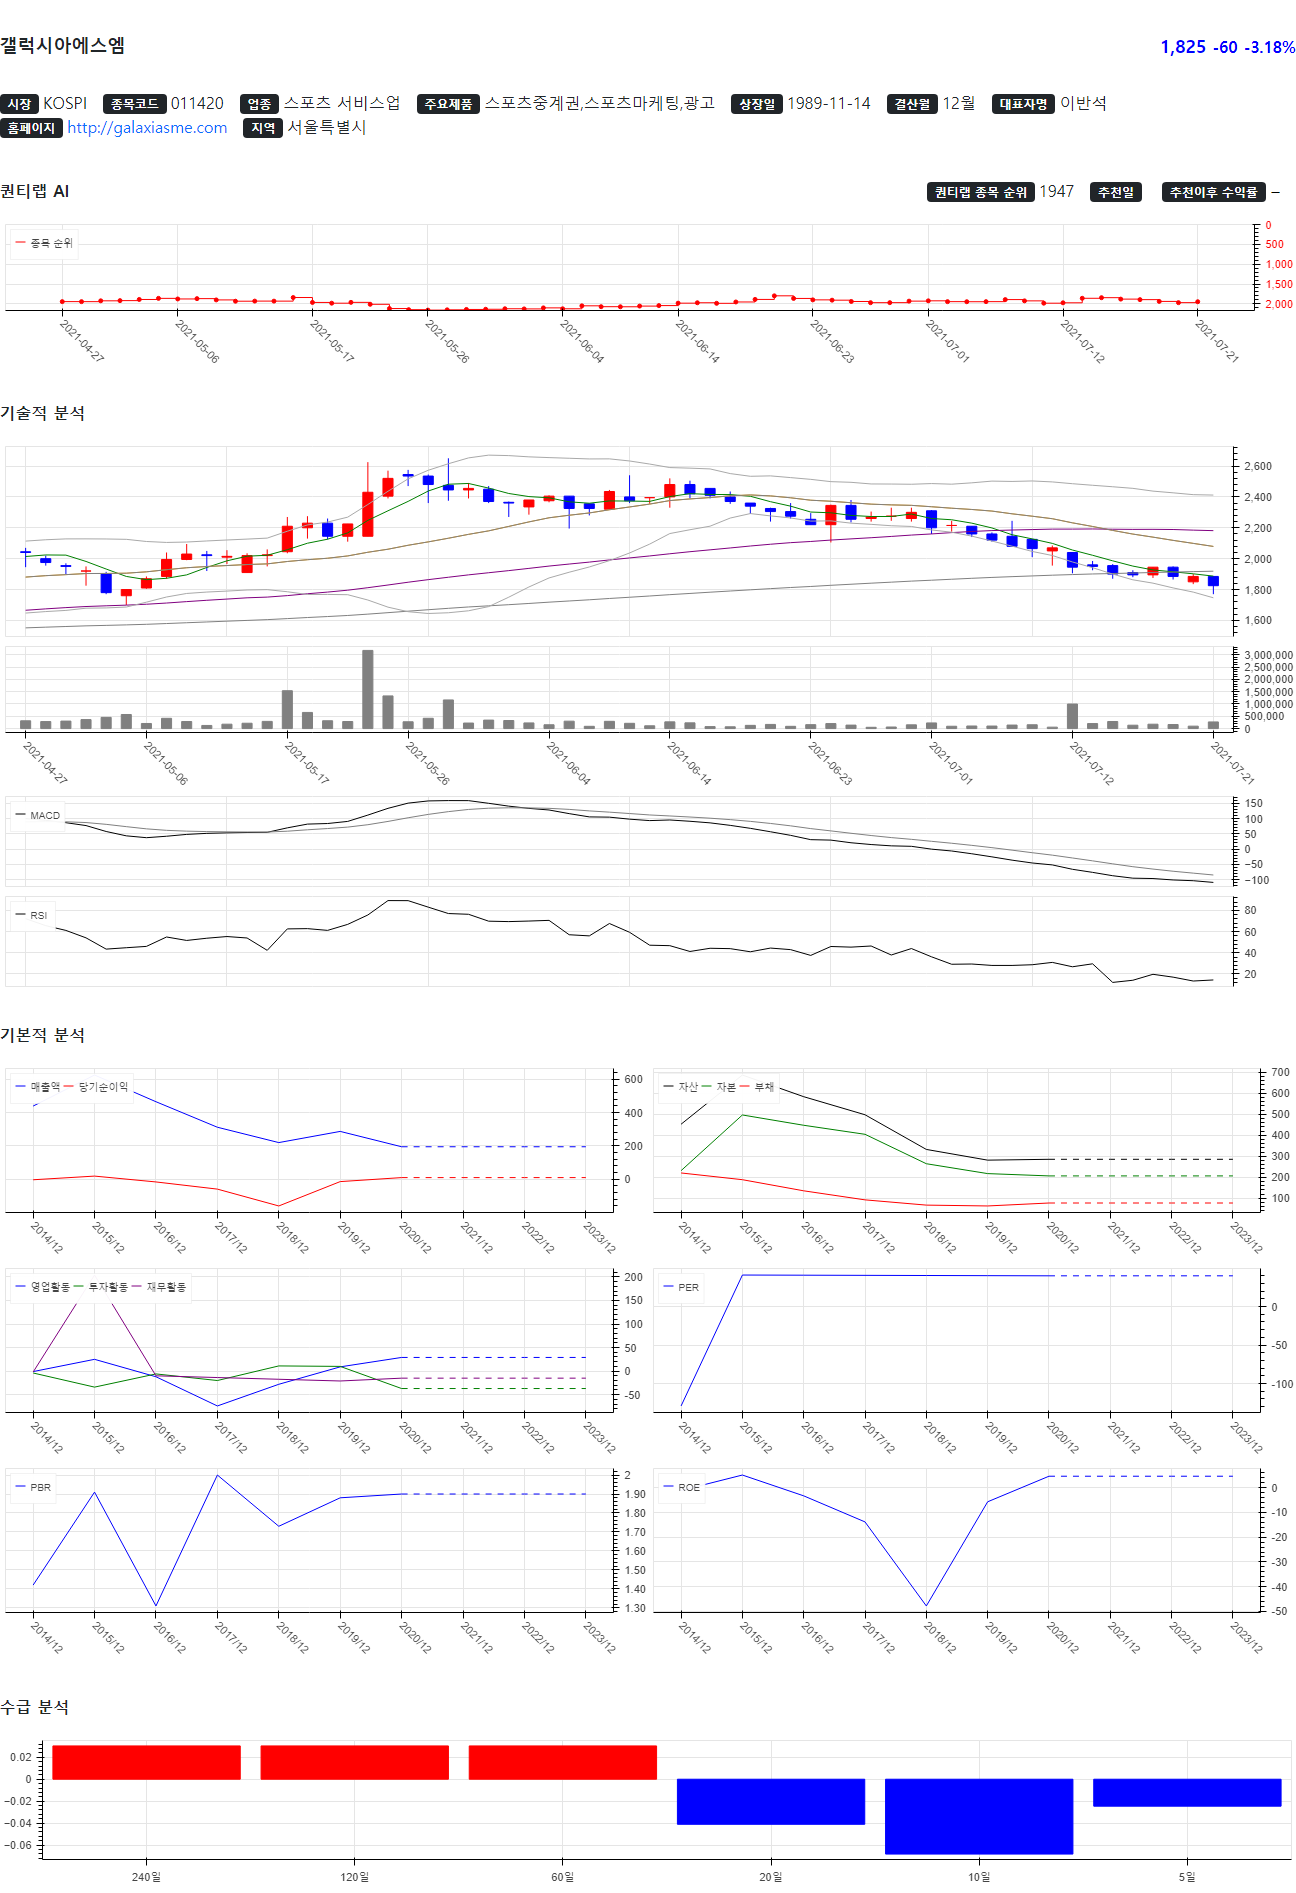 갤럭시아에스엠
1,825 -60 -3.18%
시장 KOSPI 종목코드 011420 업종 스포츠 서비스업 주요제품 스포츠중계권,스포츠마케팅,광고 상장일 1989-11-14 결산월 12월 대표자명 이반석
홈페이지 http://galaxiasme.com 지역 서울특별시
퀀티랩 AI
퀀티랩 종목 순위 1947 추천일 추천이후 수익률 –
종목 순위
0
500
1,000
1,500
2,000
2021-04-27 2021-05-06 2021-05-17 2021-05-26 2021-06-04 2021-06-14 2021-06-23 2021-07-01 2021-07-12 2021-07-21
기술적 분석
2,600
2,400
2,200
2,000
1,800
1,600
3,000,000
2,500,000
2,000,000
1,500,000
1,000,000
500,000
0
2021-04-27 2021-05-06 2021-05-17 2021-05-26 2021-06-04 2021-06-14 2021-06-23 2021-07-01 2021-07-12 2021-07-21
MACD
150
100
50
0
−50
−100
RSI
80
60
40
20
기본적 분석
매출액 당기순이익
600
400
200
0
2014/12 2015/12 2016/12 2017/12 2018/12 2019/12 2020/12 2021/12 2022/12 2023/12
자산 자본 부채
700
600
500
400
300
200
100
2014/12 2015/12 2016/12 2017/12 2018/12 2019/12 2020/12 2021/12 2022/12 2023/12
영업활동 투자활동 재무활동
200
150
100
50
0
-50
2014/12 2015/12 2016/12 2017/12 2018/12 2019/12 2020/12 2021/12 2022/12 2023/12
PER
0
-50
-100
2014/12 2015/12 2016/12 2017/12 2018/12 2019/12 2020/12 2021/12 2022/12 2023/12
PBR
2
1.90
1.80
1.70
1.60
1.50
1.40
1.30
2014/12 2015/12 2016/12 2017/12 2018/12 2019/12 2020/12 2021/12 2022/12 2023/12
ROE
0
-10
-20
-30
-40
-50
2014/12 2015/12 2016/12 2017/12 2018/12 2019/12 2020/12 2021/12 2022/12 2023/12
수급 분석
0.02
0
−0.02
−0.04
−0.06
240일 120일 60일 20일 10일 5일